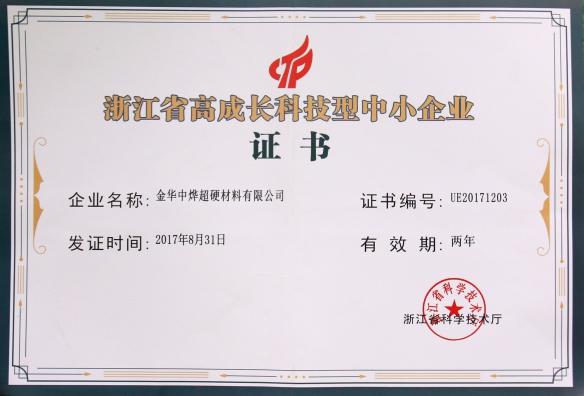 浙江省高成长科技型中小企业
证书
企业名称: 金华中烨超硬材料有限公司
证书编号: UE20171203
发证时间: 2017年8月31日
有效期: 两年
浙江省科学技术厅
浙江省科学技术厅